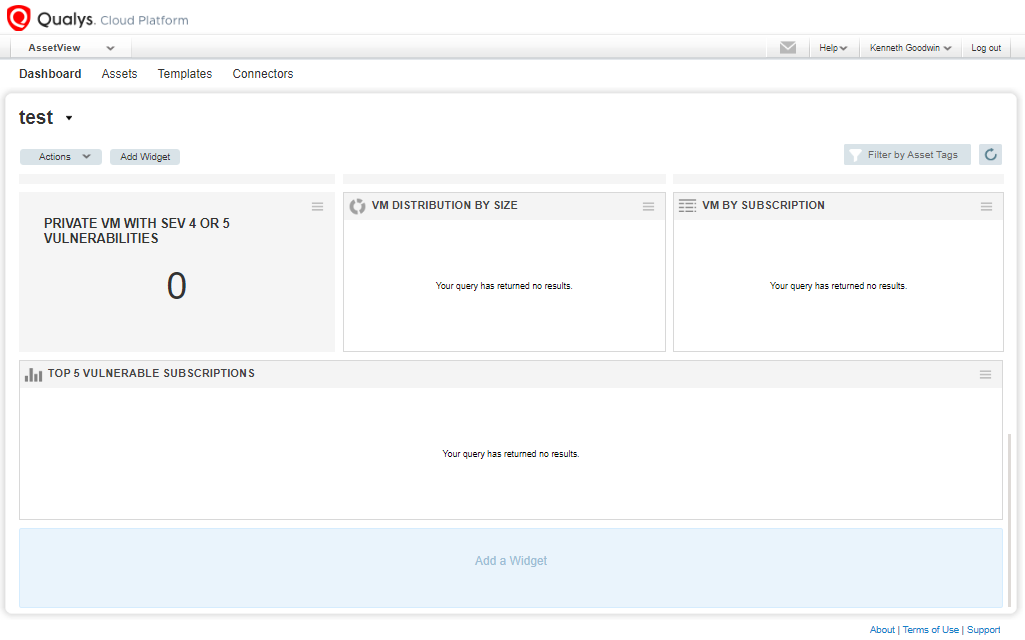 Qualys. Cloud Platform
AssetView
Help
Kenneth Goodwin
Log out
Dashboard Assets Templates Connectors
test
Actions
Add Widget
Filter by Asset Tags
PRIVATE VM WITH SEV 4 OR 5
VULNERABILITIES
0
VM DISTRIBUTION BY SIZE
Your query has returned no results.
VM BY SUBSCRIPTION
Your query has returned no results.
TOP 5 VULNERABLE SUBSCRIPTIONS
Your query has returned no results.
Add a Widget
About | Terms of Use | Support